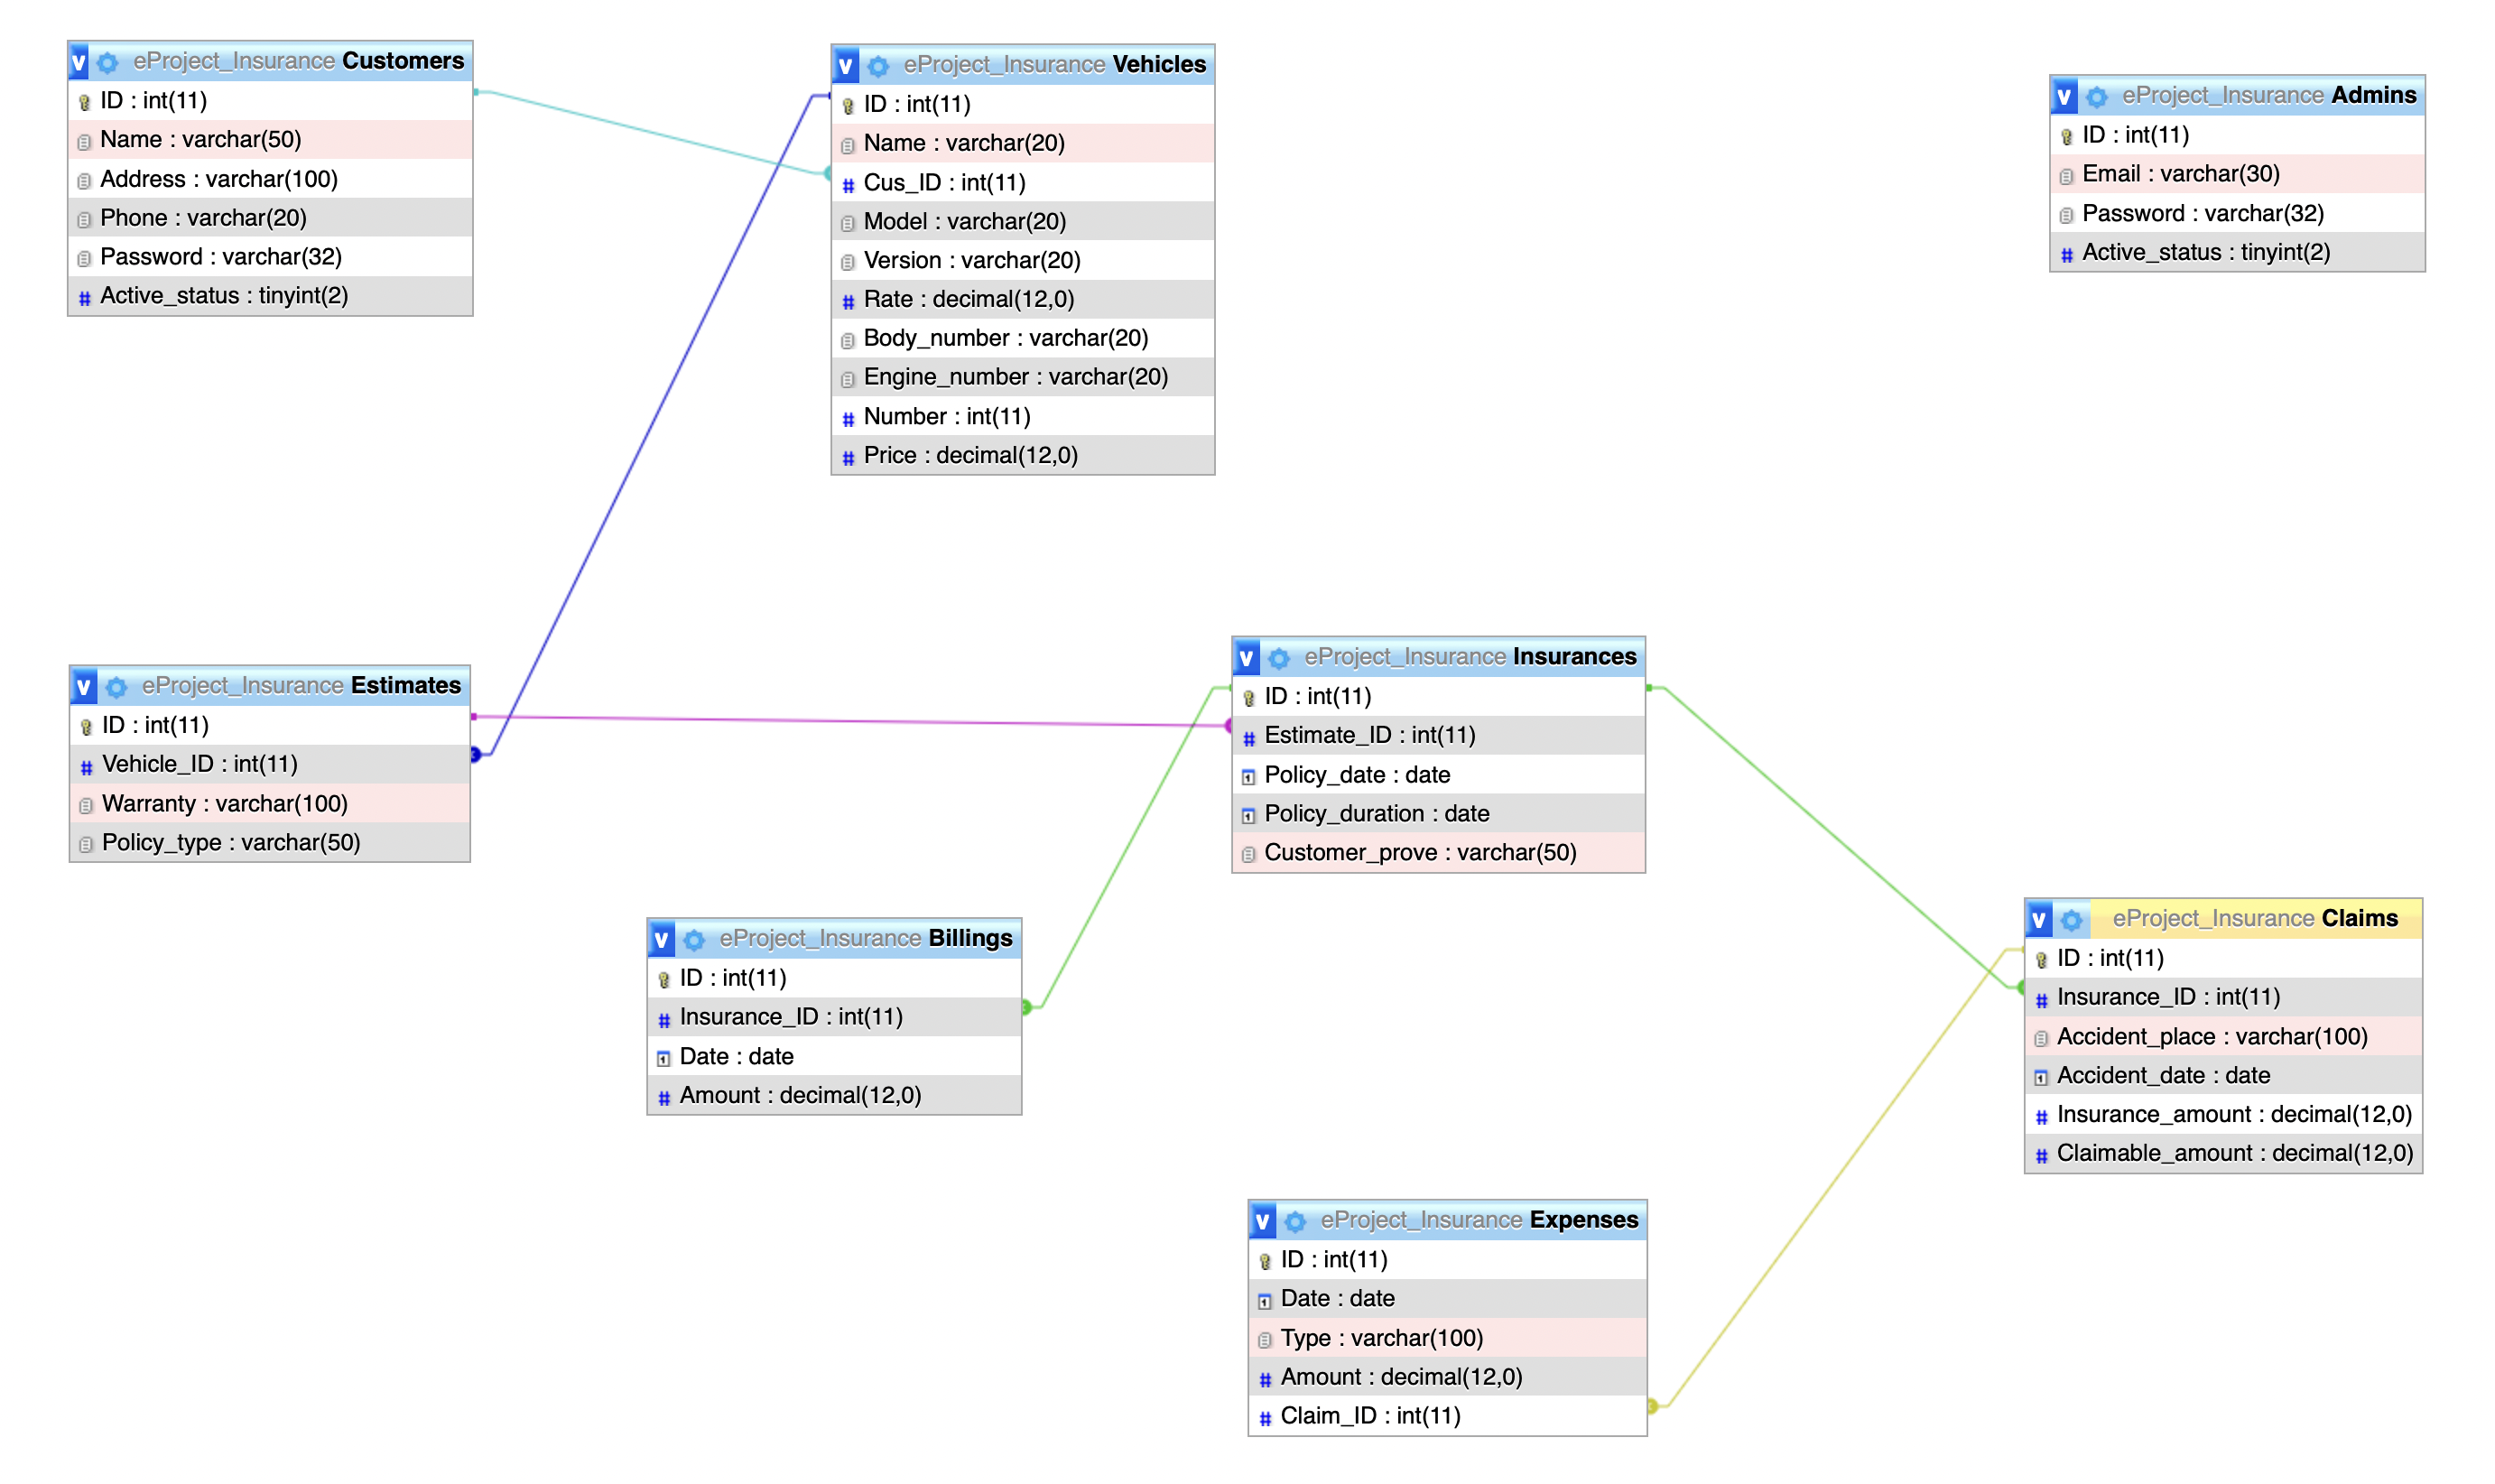 eProject_Insurance Customers
ID : int(11)
Name : varchar(50)
Address : varchar(100)
Phone : varchar(20)
Password : varchar(32)
Active_status : tinyint(2)
v eProject_Insurance Vehicles
ID : int(11)
Name : varchar(20)
Cus_ID : int(11)
Model : varchar(20)
Version : varchar(20)
Rate : decimal(12,0)
Body_number : varchar(20)
Engine_number : varchar(20)
Number : int(11)
Price : decimal(12,0)
v eProject_Insurance Admins
ID : int(11)
Email : varchar(30)
Password : varchar(32)
Active_status : tinyint(2)
v eProject_Insurance Estimates
ID : int(11)
Vehicle_ID : int(11)
Warranty : varchar(100)
Policy_type : varchar(50)
v eProject_Insurance Insurances
ID : int(11)
Estimate_ID : int(11)
Policy_date : date
Policy_duration : date
Customer_prove : varchar(50)
v eProject_Insurance Billings
ID : int(11)
Insurance_ID : int(11)
Date : date
Amount : decimal(12,0)
v eProject_Insurance Claims
ID : int(11)
Insurance_ID : int(11)
Accident_place : varchar(100)
Accident_date : date
Insurance_amount : decimal(12,0)
Claimable_amount : decimal(12,0)
v eProject_Insurance Expenses
ID : int(11)
Date : date
Type : varchar(100)
Amount : decimal(12,0)
Claim_ID : int(11)